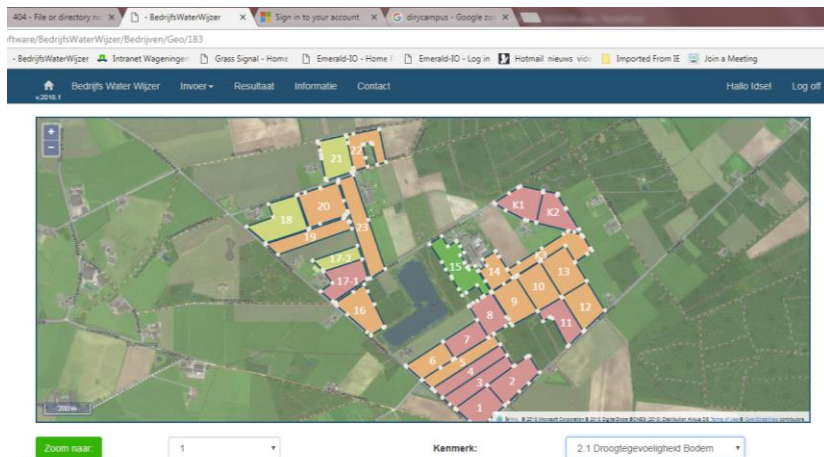 404 - File or directory no
- BedrijfsWaterWijzer
Sign in to your account
dirycampus - Google zoe
oftware/BedrijfsWaterWijzer/Bedrijven/Geo/183
- BedrijfsWaterWijzer Intranet Wageningen Grass Signal - Home Emerald-IO - Home Emerald-IO - Log in Hotmail nieuws vide Imported From IE Join a Meeting
v.2018.1 Bedrijfs Water Wijzer Invoer Resultaat Informatie Contact Hallo Idse! Log off
+
-
21 22
K1 K2
20
18
23
19
17-2
15
17-1
14
K3
13
10
9
16
12
8
11
7
6
5
4
3
2
1
200 m
Zoom naar: 1 Kenmerk: 2.1 Droogtegevoeligheid Bodem